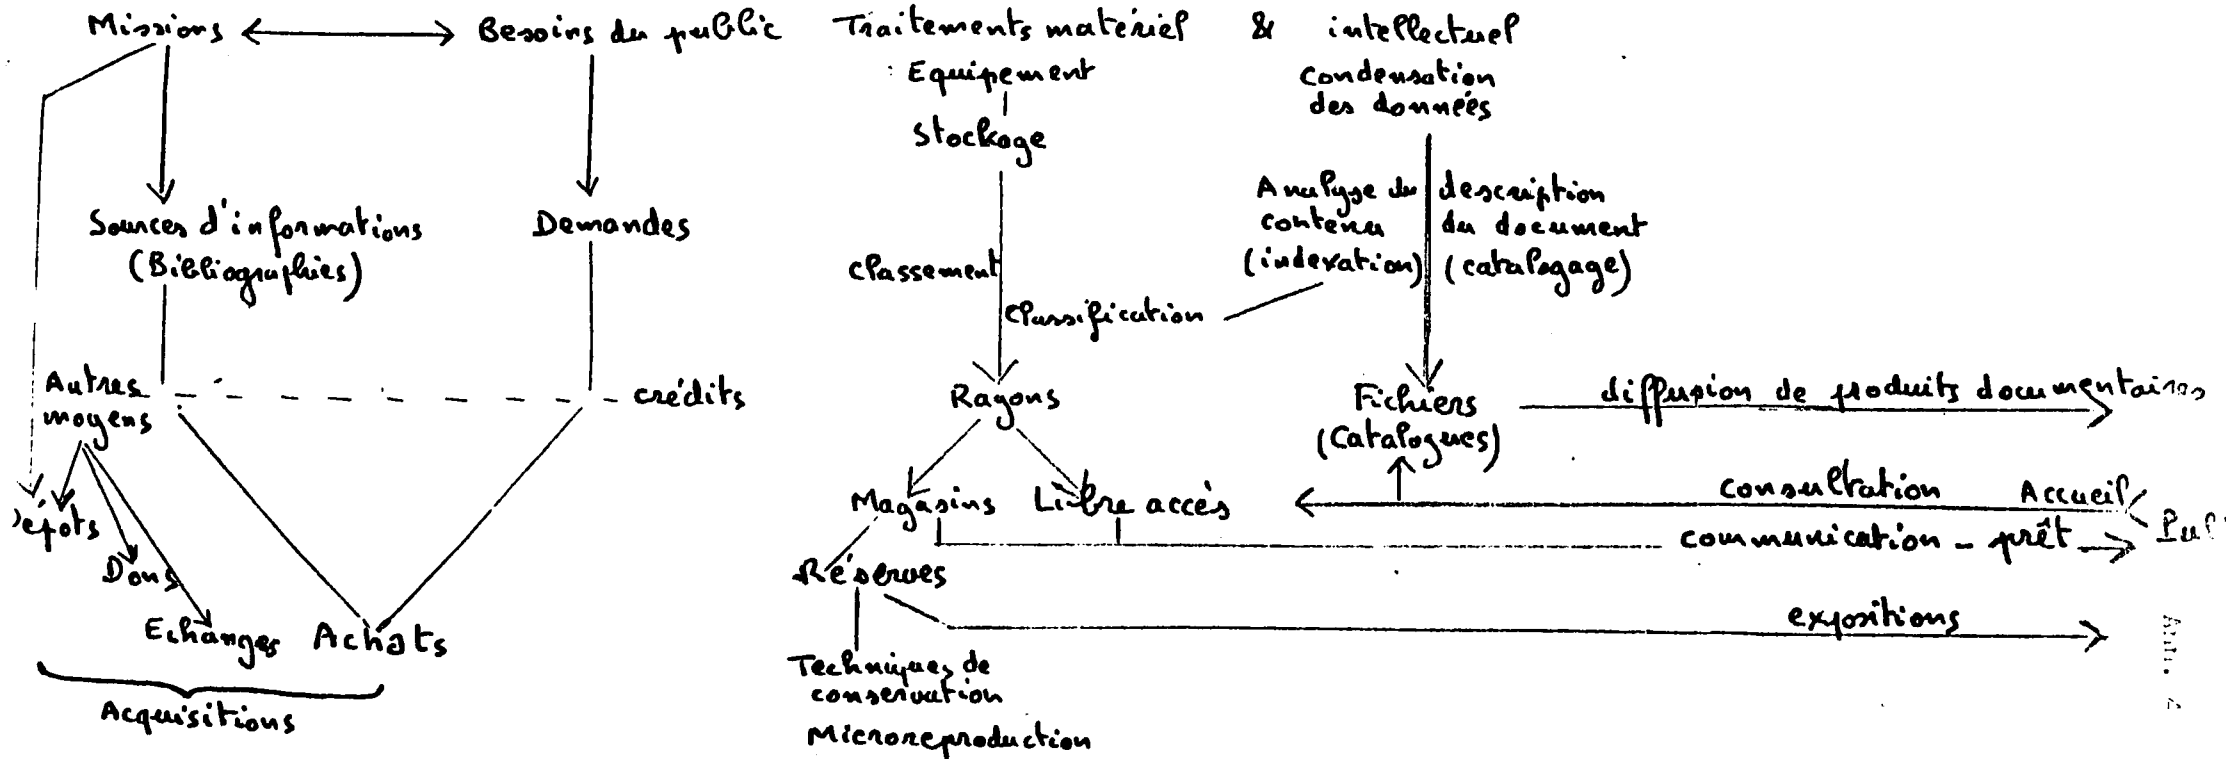 Missions
Besoins du public
Traitements matériel & intellectuel
Equipement
condensation
des données
Stockage
Analyse du
contenu
(indexation)
description
du document
(catalogage)
Sources d'informations
(Bibliographies)
Demandes
Classement
Classification
Autres
moyens
crédits
Rayons
Fichiers
(Catalogues)
diffusion de produits documentaires
Magasins
Libre accès
consultation
Accueil
épots
communication - prêt
Dons
Réserves
Echanges
Achats
expositions
Techniques de
conservation
Microreproduction
Acquisitions